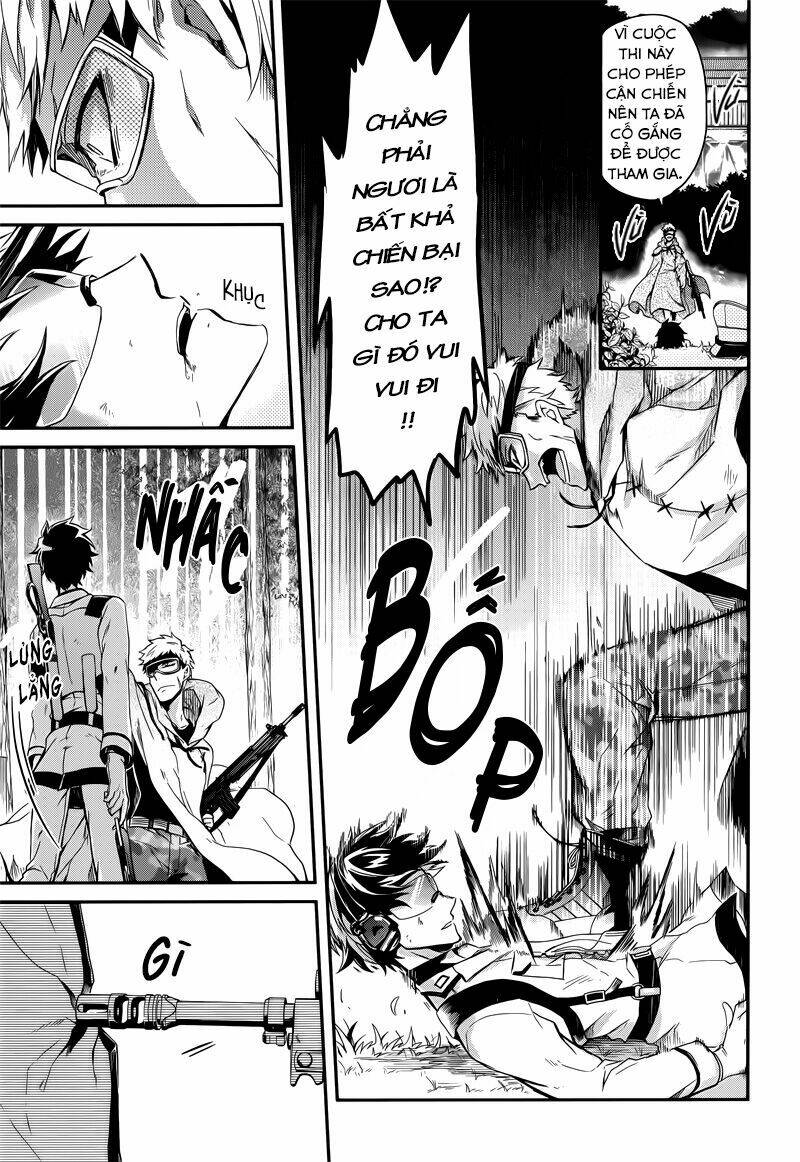 VÌ CUỘC
THI NÀY
CHO PHÉP
CẬN CHIẾN
NÊN TA ĐÃ
CỐ GẮNG
ĐỂ ĐƯỢC
THAM GIA.
VÙ
VÙ
VÙ
VÙ
CHẲNG
PHẢI
NGƯƠI LÀ
BẤT KHẢ
CHIẾN BẠI
SAO!?
CHO TA
GÌ ĐÓ VUI
VUI ĐI
!!
BỐP
KHỤC
NHẤC
LỦNG
LẲNG
GÌ